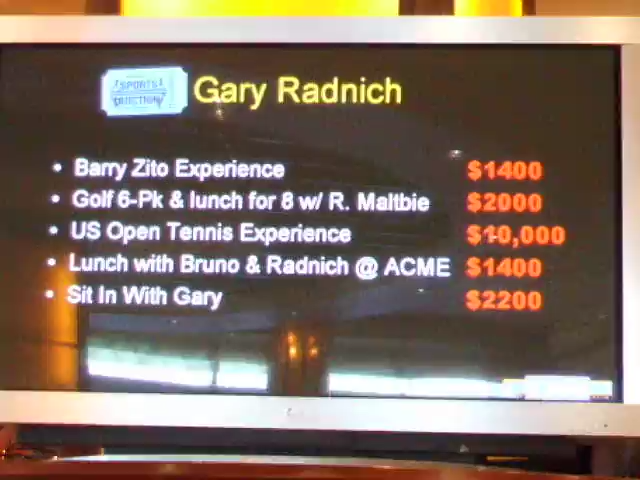 SPORTS
AUCTION
Gary Radnich
• Barry Zito Experience $1400
• Golf 6-Pk & lunch for 8 w/ R. Maltbie $2000
• US Open Tennis Experience $10,000
• Lunch with Bruno & Radnich @ ACME $1400
• Sit In With Gary $2200